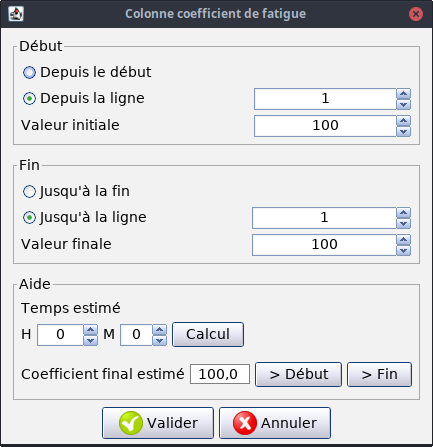 Colonne coefficient de fatigue
Début
Depuis le début
Depuis la ligne 1
Valeur initiale 100
Fin
Jusqu'à la fin
Jusqu'à la ligne 1
Valeur finale 100
Aide
Temps estimé
H 0 M 0 Calcul
Coefficient final estimé 100,0 > Début > Fin
Valider Annuler